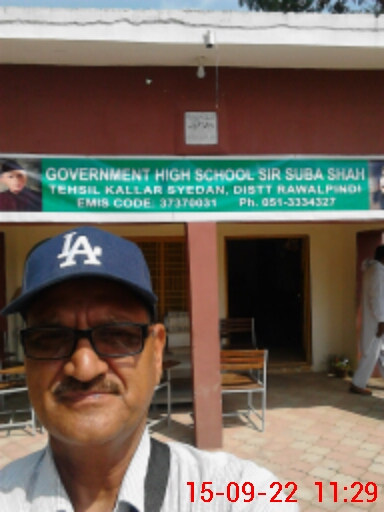 GOVERNMENT HIGH SCHOOL SIR SUBA SHAH
TEHSIL KALLAR SYEDAN, DISTT RAWALPINDI
EMIS CODE: 37370031 Ph. 051-3334327
LA
15-09-22 11:29